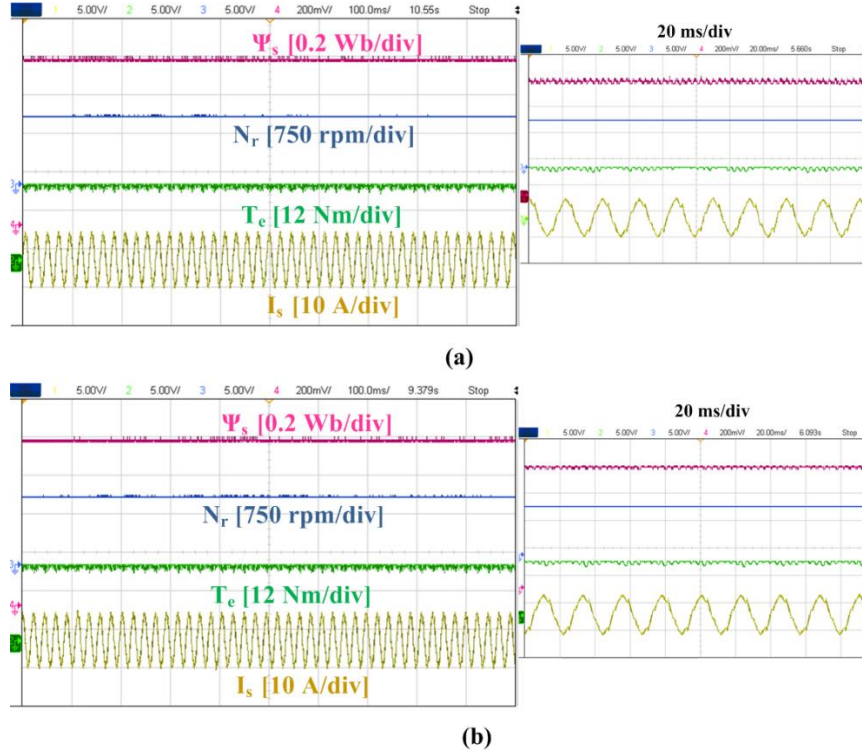 (a)
1 5.00V/ 2 5.00V/ 3 5.00V/ 4 200mV/ 100.0ms/ 10.55s Stop
Ψs [0.2 Wb/div]
Nr [750 rpm/div]
Te [12 Nm/div]
Is [10 A/div]
20 ms/div
1 5.00V/ 2 5.00V/ 3 5.00V/ 4 200mV/ 20.00ms/ 5.660s Stop
(a)
(b)
1 5.00V/ 2 5.00V/ 3 5.00V/ 4 200mV/ 100.0ms/ 9.379s Stop
Ψs [0.2 Wb/div]
Nr [750 rpm/div]
Te [12 Nm/div]
Is [10 A/div]
20 ms/div
1 5.00V/ 2 5.00V/ 3 5.00V/ 4 200mV/ 20.00ms/ 6.093s Stop
(b)